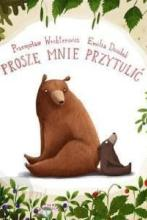 Przemysław Wechterowicz Emilia Dziubak
PROSZĘ MNIE PRZYTULIĆ